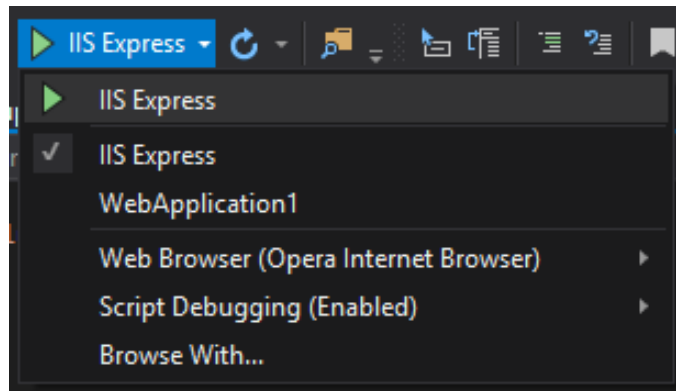 IIS Express
IIS Express
IIS Express
WebApplication1
Web Browser (Opera Internet Browser)
Script Debugging (Enabled)
Browse With...